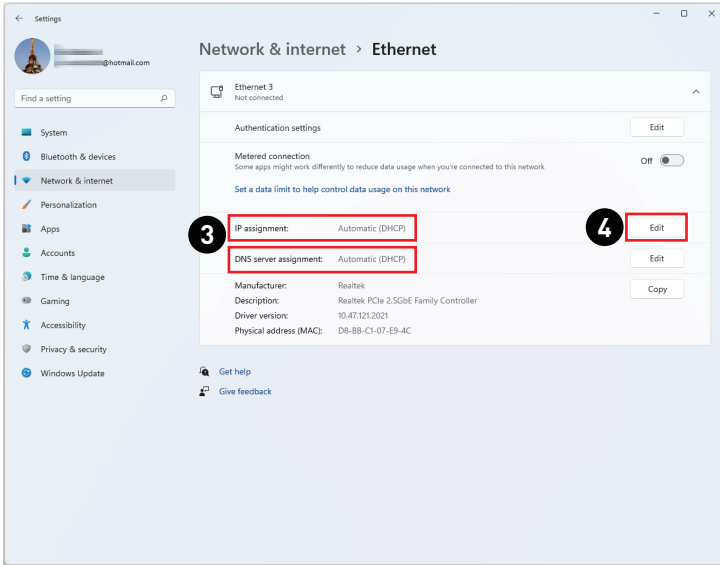 Settings
@hotmail.com
Find a setting
System
Bluetooth & devices
Network & internet
Personalization
Apps
Accounts
Time & language
Gaming
Accessibility
Privacy & security
Windows Update
Network & internet > Ethernet
Ethernet 3
Not connected
Authentication settings Edit
Metered connection
Some apps might work differently to reduce data usage when you're connected to this network
Off
Set a data limit to help control data usage on this network
3 IP assignment: Automatic (DHCP) 4 Edit
DNS server assignment: Automatic (DHCP) Edit
Manufacturer: Realtek Copy
Description: Realtek PCIe 2.5GbE Family Controller
Driver version: 10.47.121.2021
Physical address (MAC): D8-BB-C1-07-E9-4C
Get help
Give feedback